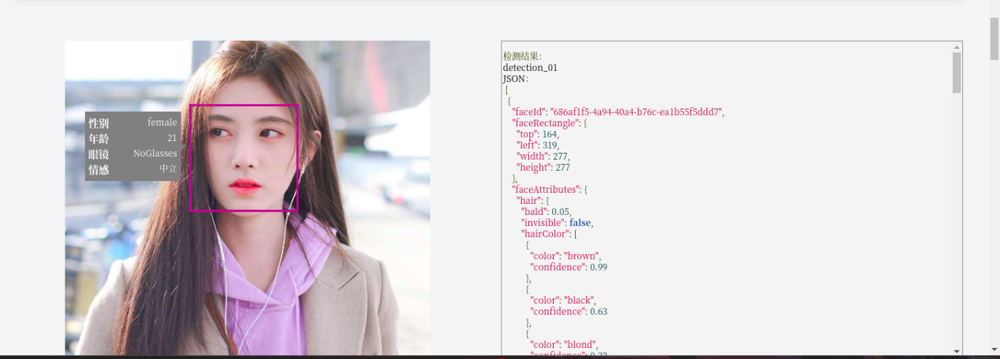 性别 female
年龄 21
眼镜 NoGlasses
情感 中立
检测结果:
detection_01
JSON:
[
{
"faceId": "686af1f5-4a94-40a4-b76c-ea1b55f5ddd7",
"faceRectangle": {
"top": 164,
"left": 319,
"width": 277,
"height": 277
},
"faceAttributes": {
"hair": {
"bald": 0.05,
"invisible": false,
"hairColor": [
{
"color": "brown",
"confidence": 0.99
},
{
"color": "black",
"confidence": 0.63
},
{
"color": "blond",